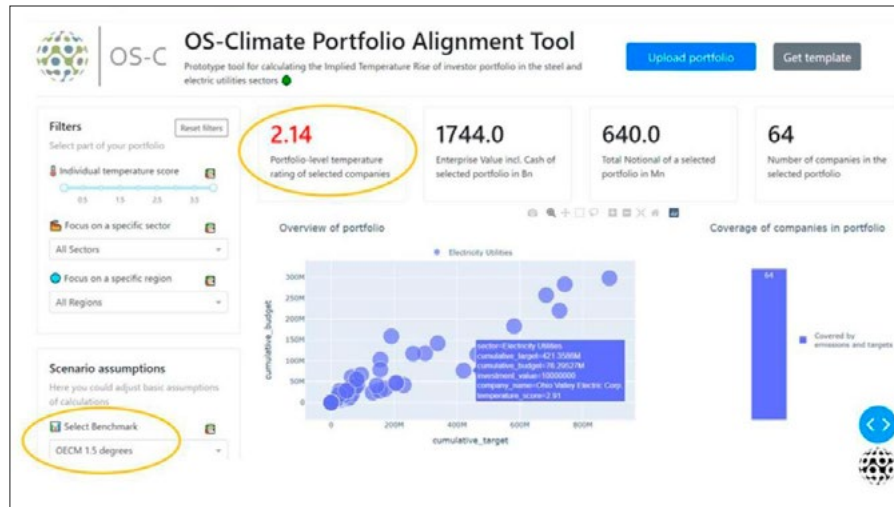 OS-C
OS-Climate Portfolio Alignment Tool
Prototype tool for calculating the Implied Temperature Rise of investor portfolio in the steel and
electric utilities sectors
Upload portfolio
Get template
Filters
Reset filters
Select part of your portfolio
Individual temperature score
0.5 1.5 2.5 3.5
Focus on a specific sector
All Sectors
Focus on a specific region
All Regions
2.14
Portfolio-level temperature
rating of selected companies
1744.0
Enterprise Value incl. Cash of
selected portfolio in Bn
640.0
Total Notional of a selected
portfolio in Mn
64
Number of companies in the
selected portfolio
Scenario assumptions
Here you could adjust basic assumptions
of calculations
Select Benchmark
OECM 1.5 degrees
Overview of portfolio
Electricity Utilities
cumulative_budget
300M
250M
200M
150M
100M
50M
0
sector=Electricity Utilities
cumulative_target=421.3588M
cumulative_budget=76.29527M
investment_value=10000000
company_name=Ohio Valley Electric Corp.
temperature_score=2.91
0 200M 400M 600M 800M
cumulative_target
Coverage of companies in portfolio
64
Covered by
emissions and targets